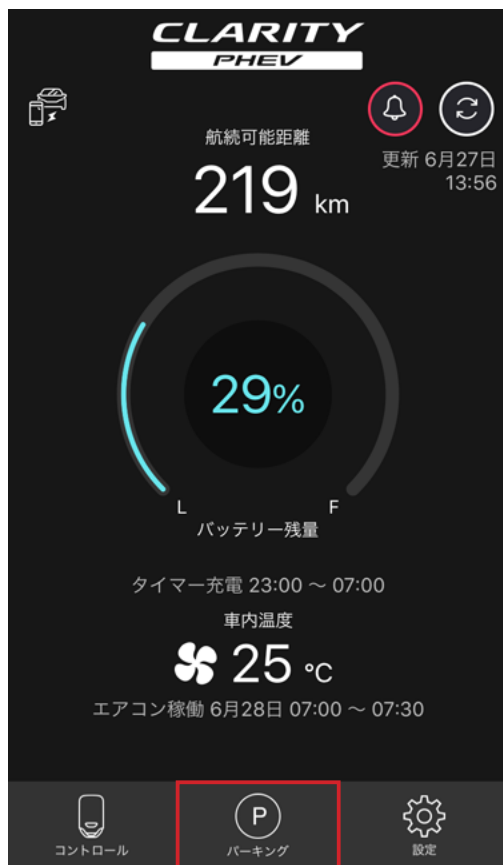 CLARITY
PHEV
航続可能距離
更新 6月27日
13:56
219 km
29%
L
F
バッテリー残量
タイマー充電 23:00 ～ 07:00
車内温度
25 °C
エアコン稼働 6月28日 07:00 ～ 07:30
P
コントロール
パーキング
設定